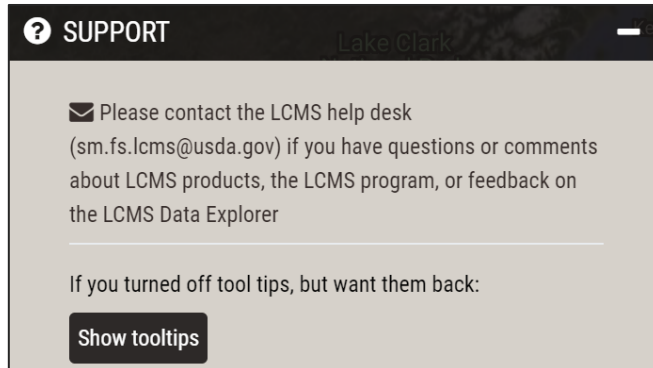 SUPPORT
Lake Clark
Please contact the LCMS help desk
(sm.fs.lcms@usda.gov) if you have questions or comments
about LCMS products, the LCMS program, or feedback on
the LCMS Data Explorer
If you turned off tool tips, but want them back:
Show tooltips